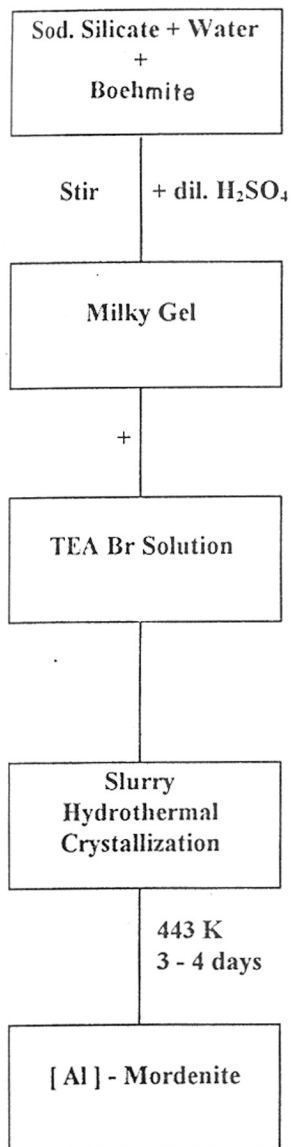 Sod. Silicate + Water
+
Boehmite
Stir + dil. H₂SO₄
Milky Gel
+
TEA Br Solution
Slurry
Hydrothermal
Crystallization
443 K
3 - 4 days
[ Al ] - Mordenite